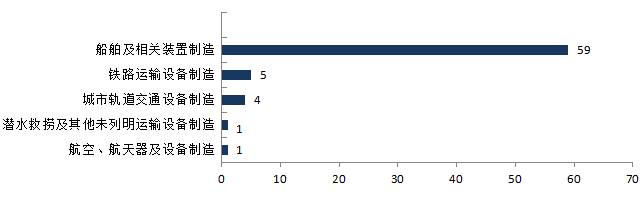 船舶及相关装置制造 59
铁路运输设备制造 5
城市轨道交通设备制造 4
潜水救捞及其他未列明运输设备制造 1
航空、航天器及设备制造 1
0 10 20 30 40 50 60 70